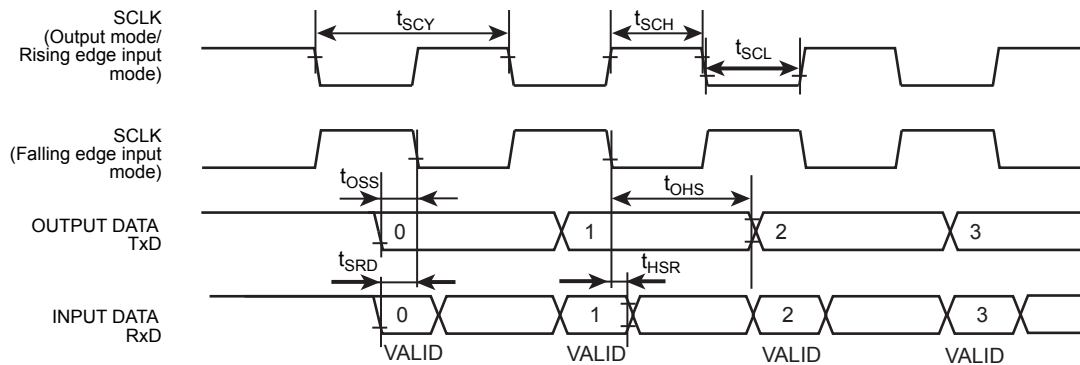 SCLK
(Output mode/
Rising edge input
mode)
tSCY
tSCH
tSCL
SCLK
(Falling edge input
mode)
tOSS
tOHS
OUTPUT DATA
TxD
0
1
2
3
tSRD
tHSR
INPUT DATA
RxD
0
1
2
3
VALID
VALID
VALID
VALID